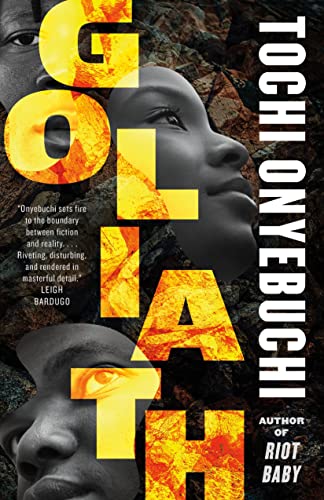 GOLIATH
TOCHI ONYEBUCHI
"Onyebuchi sets fire
to the boundary
between fiction
and reality. . . .
Riveting, disturbing,
and rendered in
masterful detail."
LEIGH
BARDUGO
AUTHOR
OF
RIOT
BABY